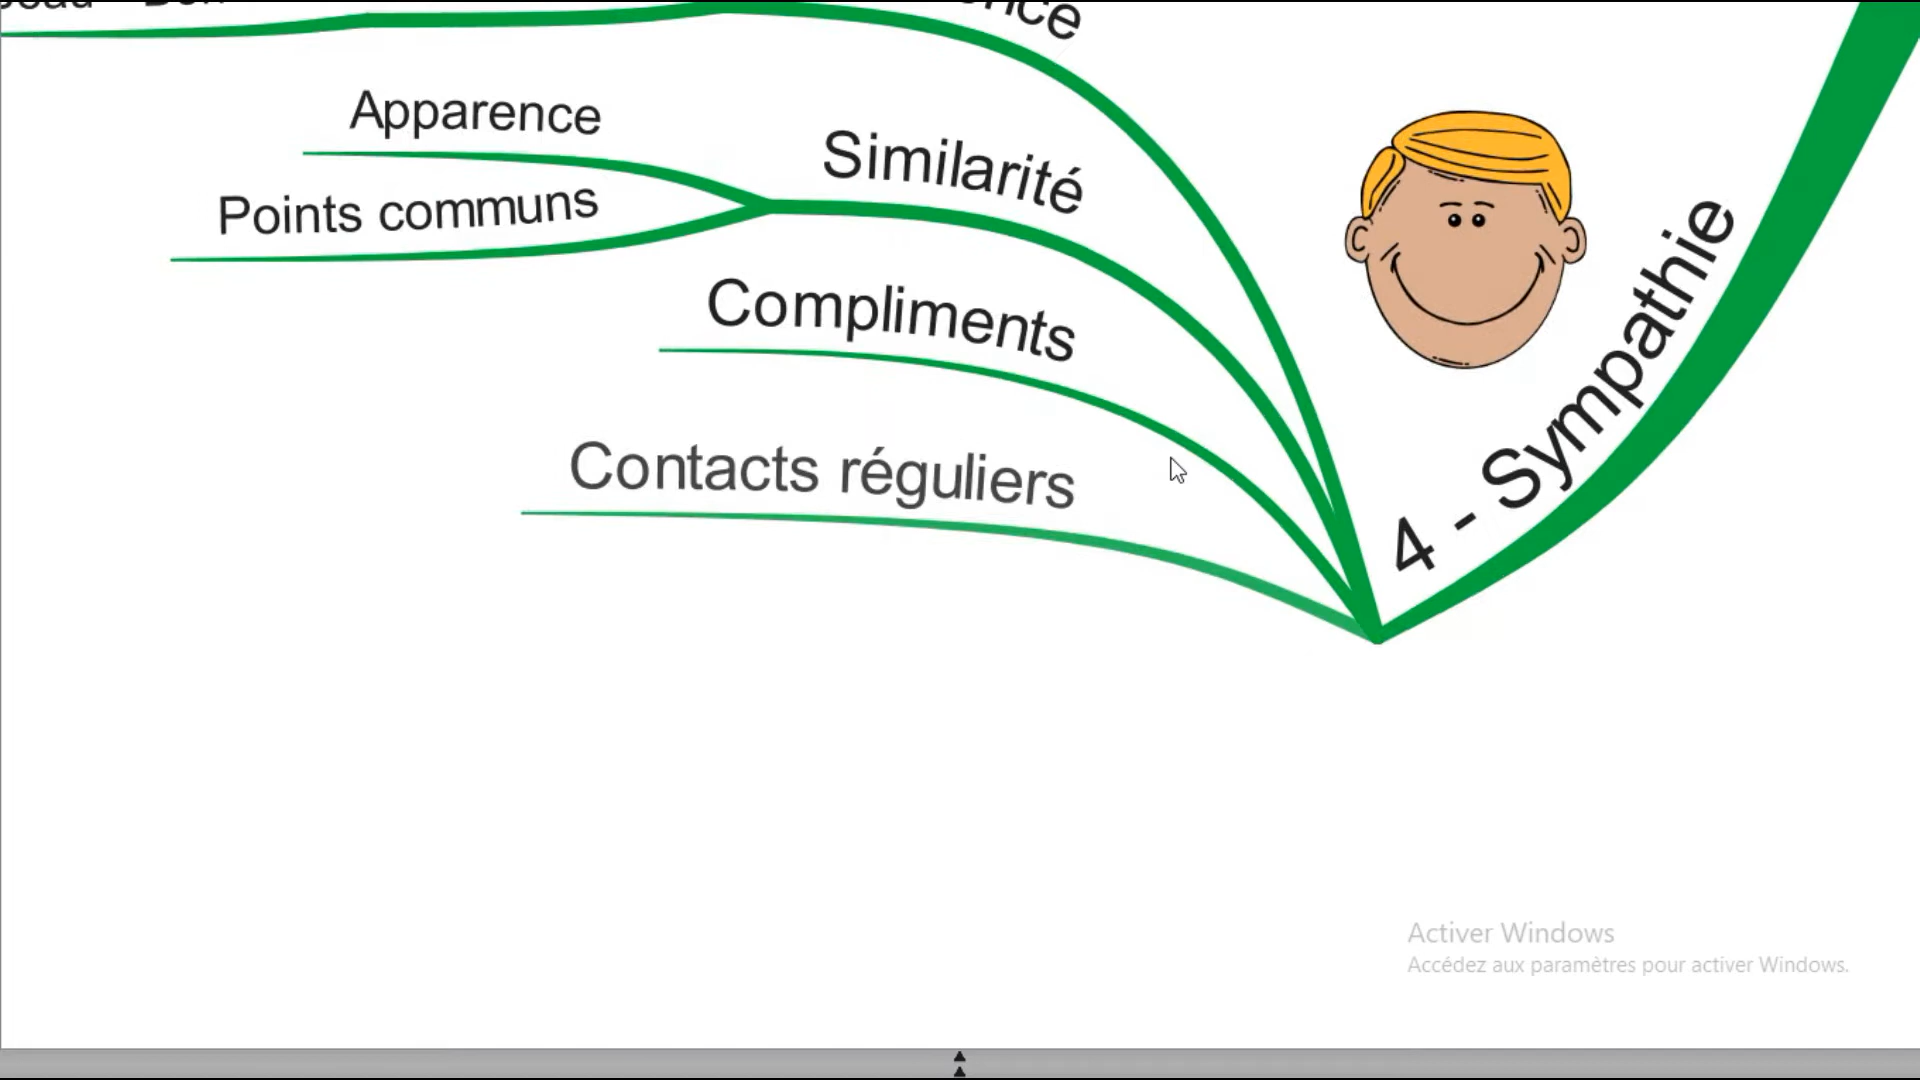 Apparence
Similarité
Points communs
Compliments
Contacts réguliers
4 - Sympathie
Activer Windows
Accédez aux paramètres pour activer Windows.